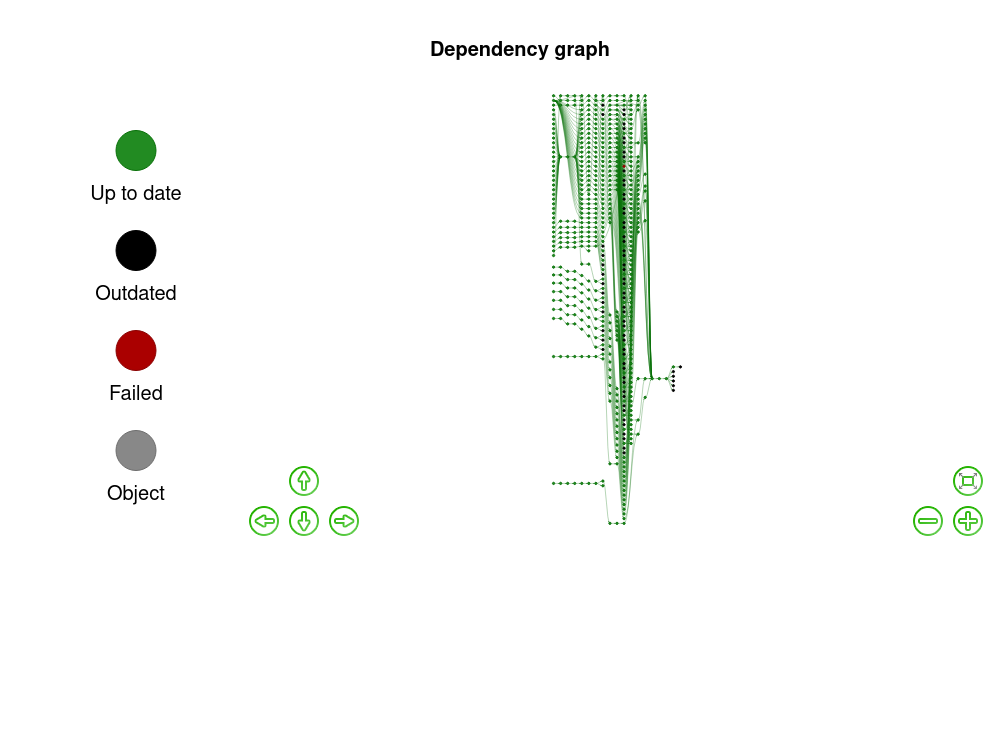 Dependency graph
Up to date
Outdated
Failed
Object